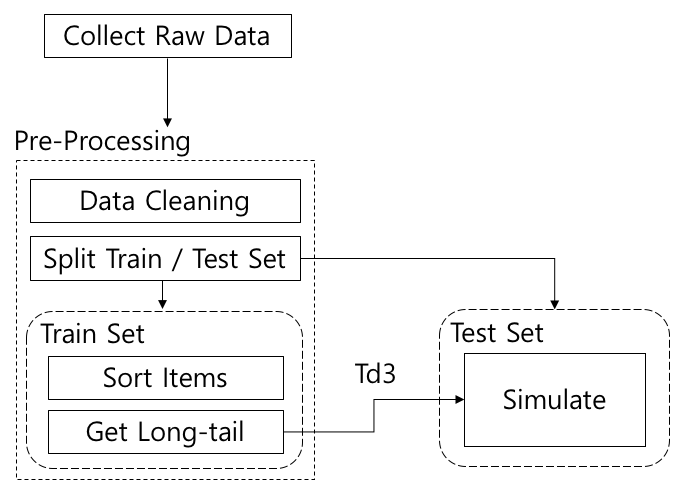 Collect Raw Data
Pre-Processing
Data Cleaning
Split Train / Test Set
Train Set
Sort Items
Get Long-tail
Td3
Test Set
Simulate